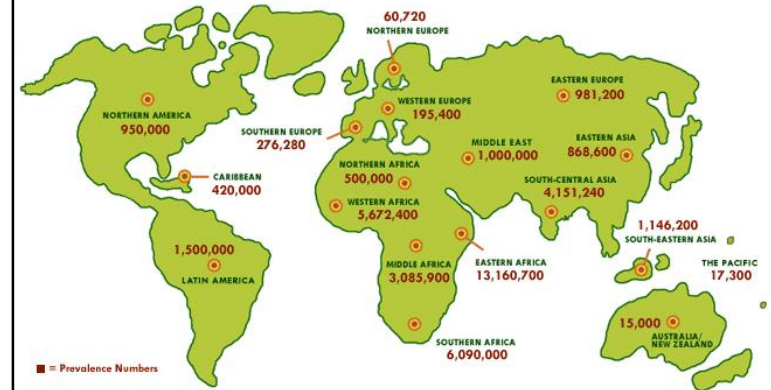 60,720
NORTHERN EUROPE
EASTERN EUROPE
981,200
WESTERN EUROPE
195,400
NORTHERN AMERICA
950,000
SOUTHERN EUROPE
276,280
MIDDLE EAST
1,000,000
EASTERN ASIA
868,600
NORTHERN AFRICA
500,000
CARIBBEAN
420,000
SOUTH-CENTRAL ASIA
4,151,240
WESTERN AFRICA
5,672,400
1,146,200
SOUTH-EASTERN ASIA
1,500,000
LATIN AMERICA
MIDDLE AFRICA
3,085,900
EASTERN AFRICA
13,160,700
THE PACIFIC
17,300
15,000
AUSTRALIA/
NEW ZEALAND
SOUTHERN AFRICA
6,090,000
= Prevalence Numbers